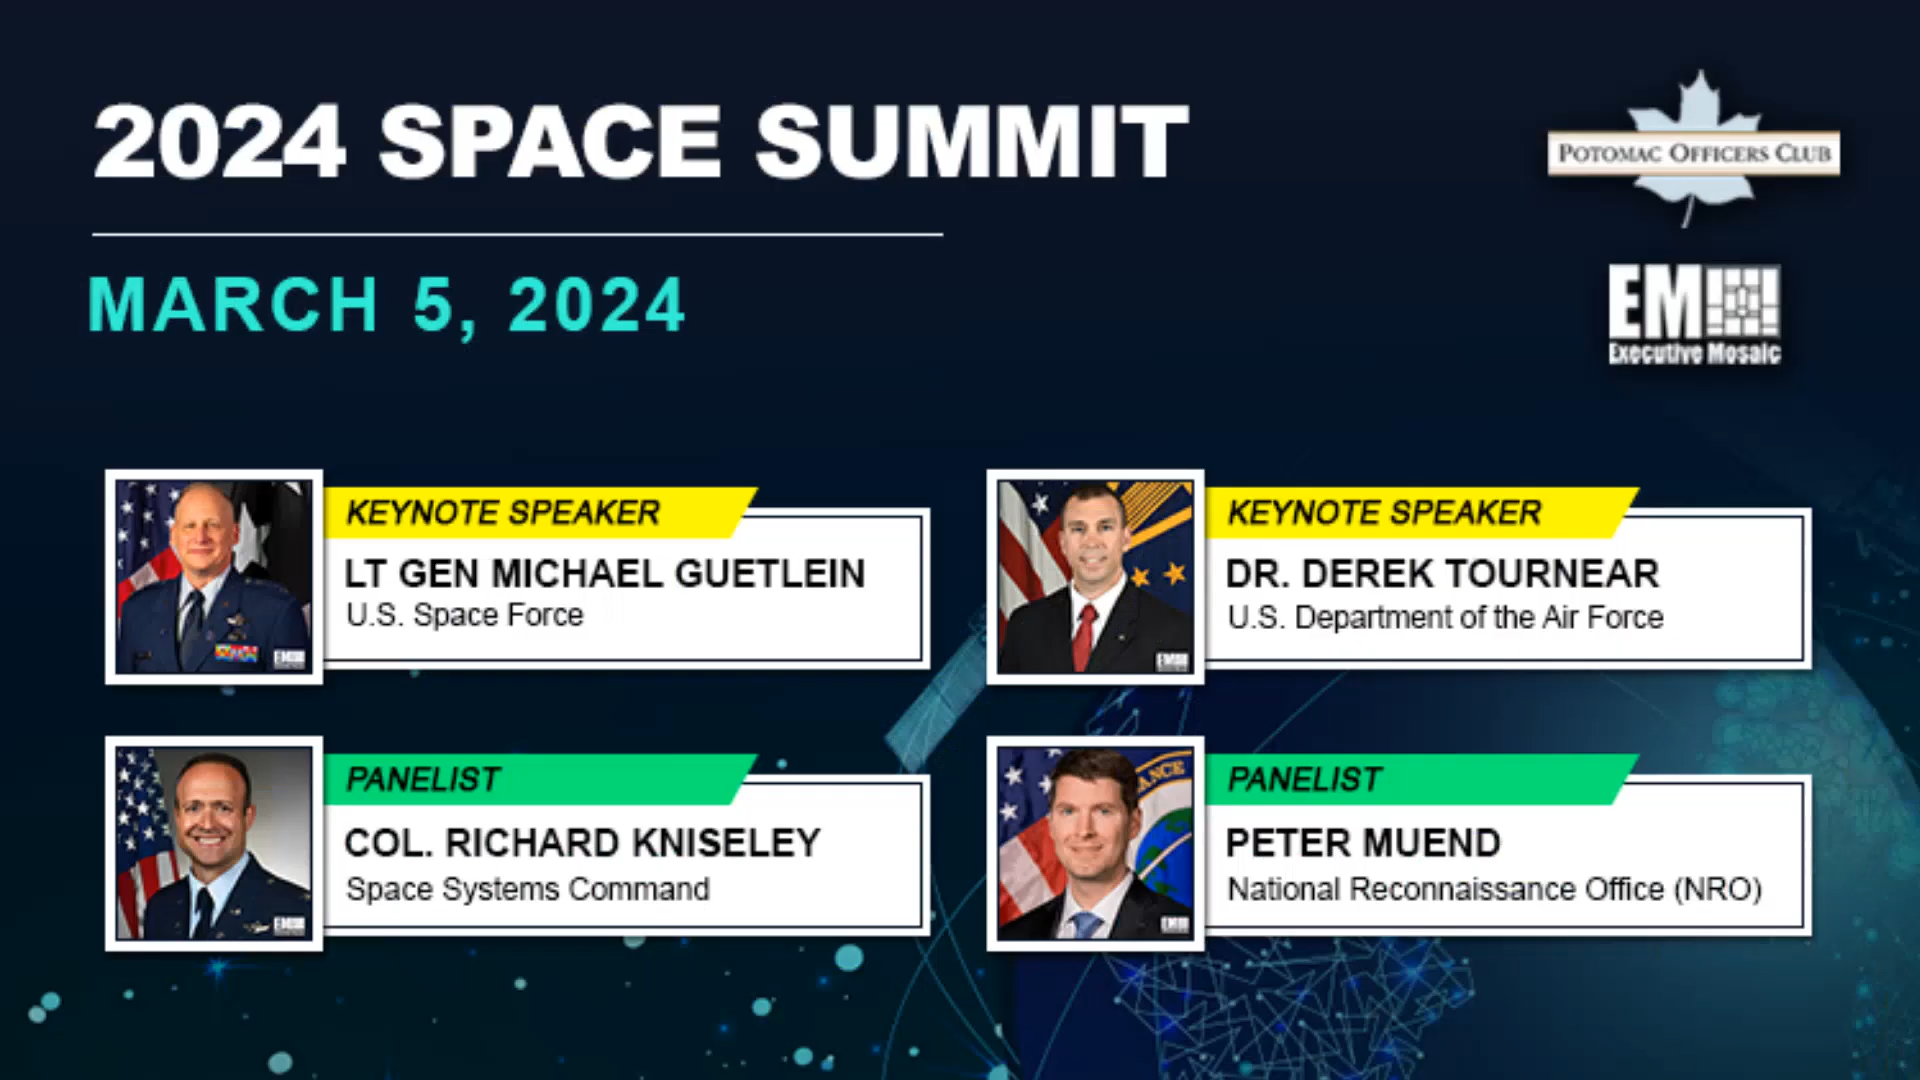 2024 SPACE SUMMIT
POTOMAC OFFICERS CLUB
MARCH 5, 2024
EM
Executive Mosaic
KEYNOTE SPEAKER
LT GEN MICHAEL GUETLEIN
U.S. Space Force
KEYNOTE SPEAKER
DR. DEREK TOURNEAR
U.S. Department of the Air Force
PANELIST
COL. RICHARD KNISELEY
Space Systems Command
PANELIST
PETER MUEND
National Reconnaissance Office (NRO)